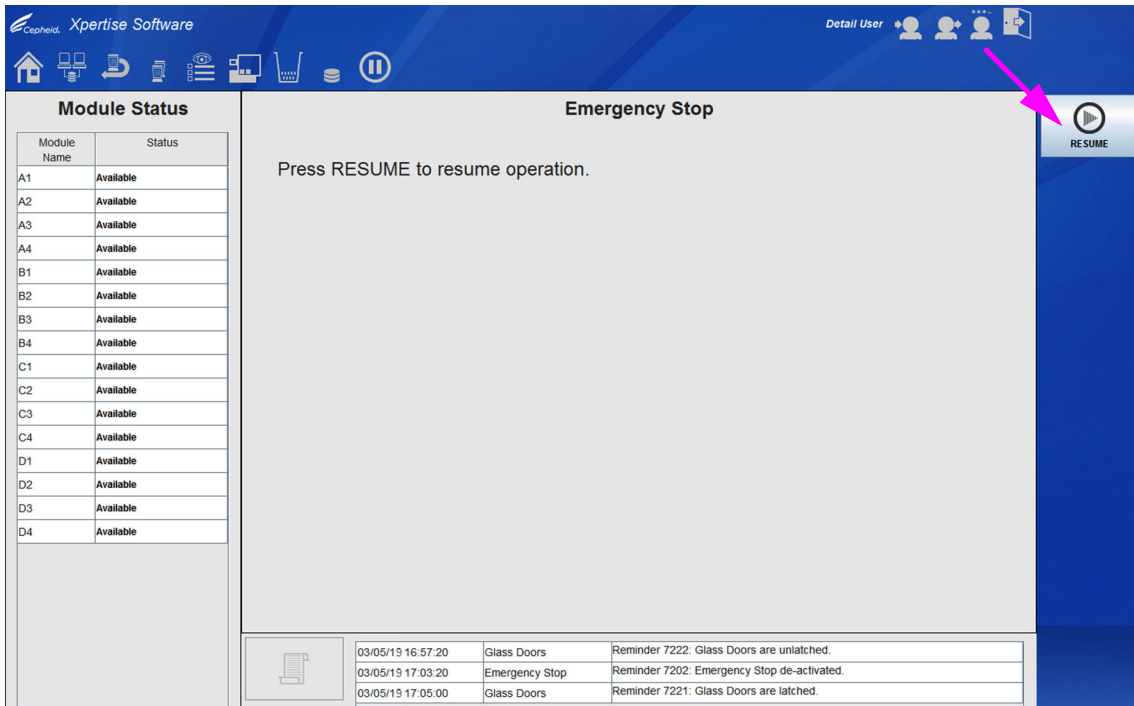 Cepheid. Xpertise Software
Detail User
Module Status
Module Name Status
A1 Available
A2 Available
A3 Available
A4 Available
B1 Available
B2 Available
B3 Available
B4 Available
C1 Available
C2 Available
C3 Available
C4 Available
D1 Available
D2 Available
D3 Available
D4 Available
Emergency Stop
Press RESUME to resume operation.
RESUME
03/05/19 16:57:20 Glass Doors Reminder 7222: Glass Doors are unlatched.
03/05/19 17:03:20 Emergency Stop Reminder 7202: Emergency Stop de-activated.
03/05/19 17:05:00 Glass Doors Reminder 7221: Glass Doors are latched.